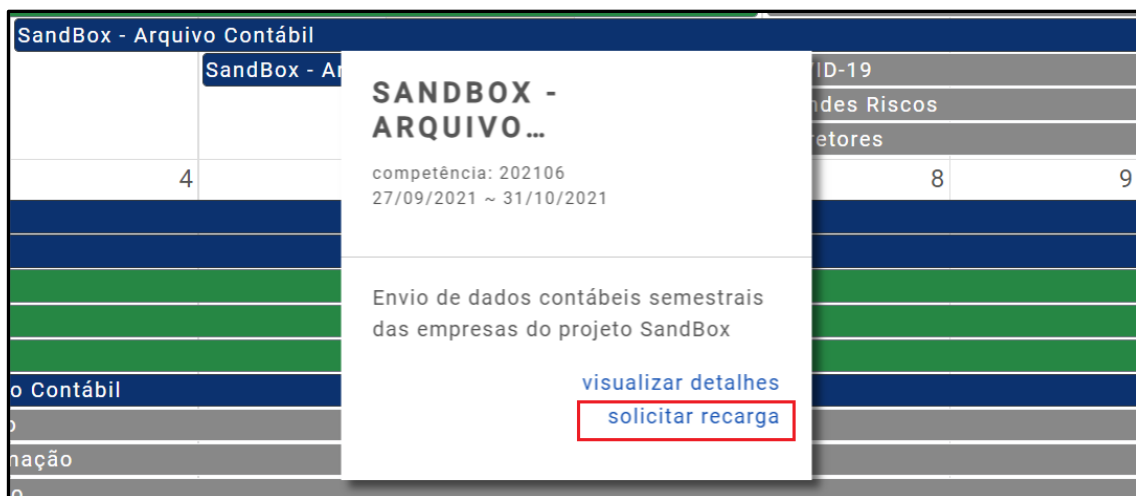 SandBox - Arquivo Contábil
SandBox - Ar
ID-19
ndes Riscos
etores
SANDBOX -
ARQUIVO...
competência: 202106
27/09/2021 ~ 31/10/2021
4
8
9
Envio de dados contábeis semestrais
das empresas do projeto SandBox
visualizar detalhes
solicitar recarga
o Contábil
mação